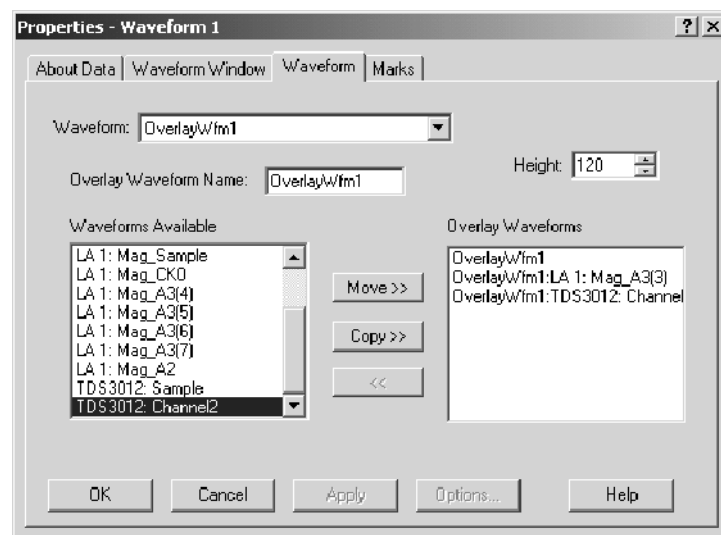 Properties - Waveform 1
About Data
Waveform Window
Waveform
Marks
Waveform: OverlayWfm1
Overlay Waveform Name: OverlayWfm1
Height: 120
Waveforms Available
LA 1: Mag_Sample
LA 1: Mag_CK0
LA 1: Mag_A3(4)
LA 1: Mag_A3(5)
LA 1: Mag_A3(6)
LA 1: Mag_A3(7)
LA 1: Mag_A2
TDS3012: Sample
TDS3012: Channel2
Move >>
Copy >>
<<
Overlay Waveforms
OverlayWfm1
OverlayWfm1:LA 1: Mag_A3(3)
OverlayWfm1:TDS3012: Channel
OK
Cancel
Apply
Options...
Help